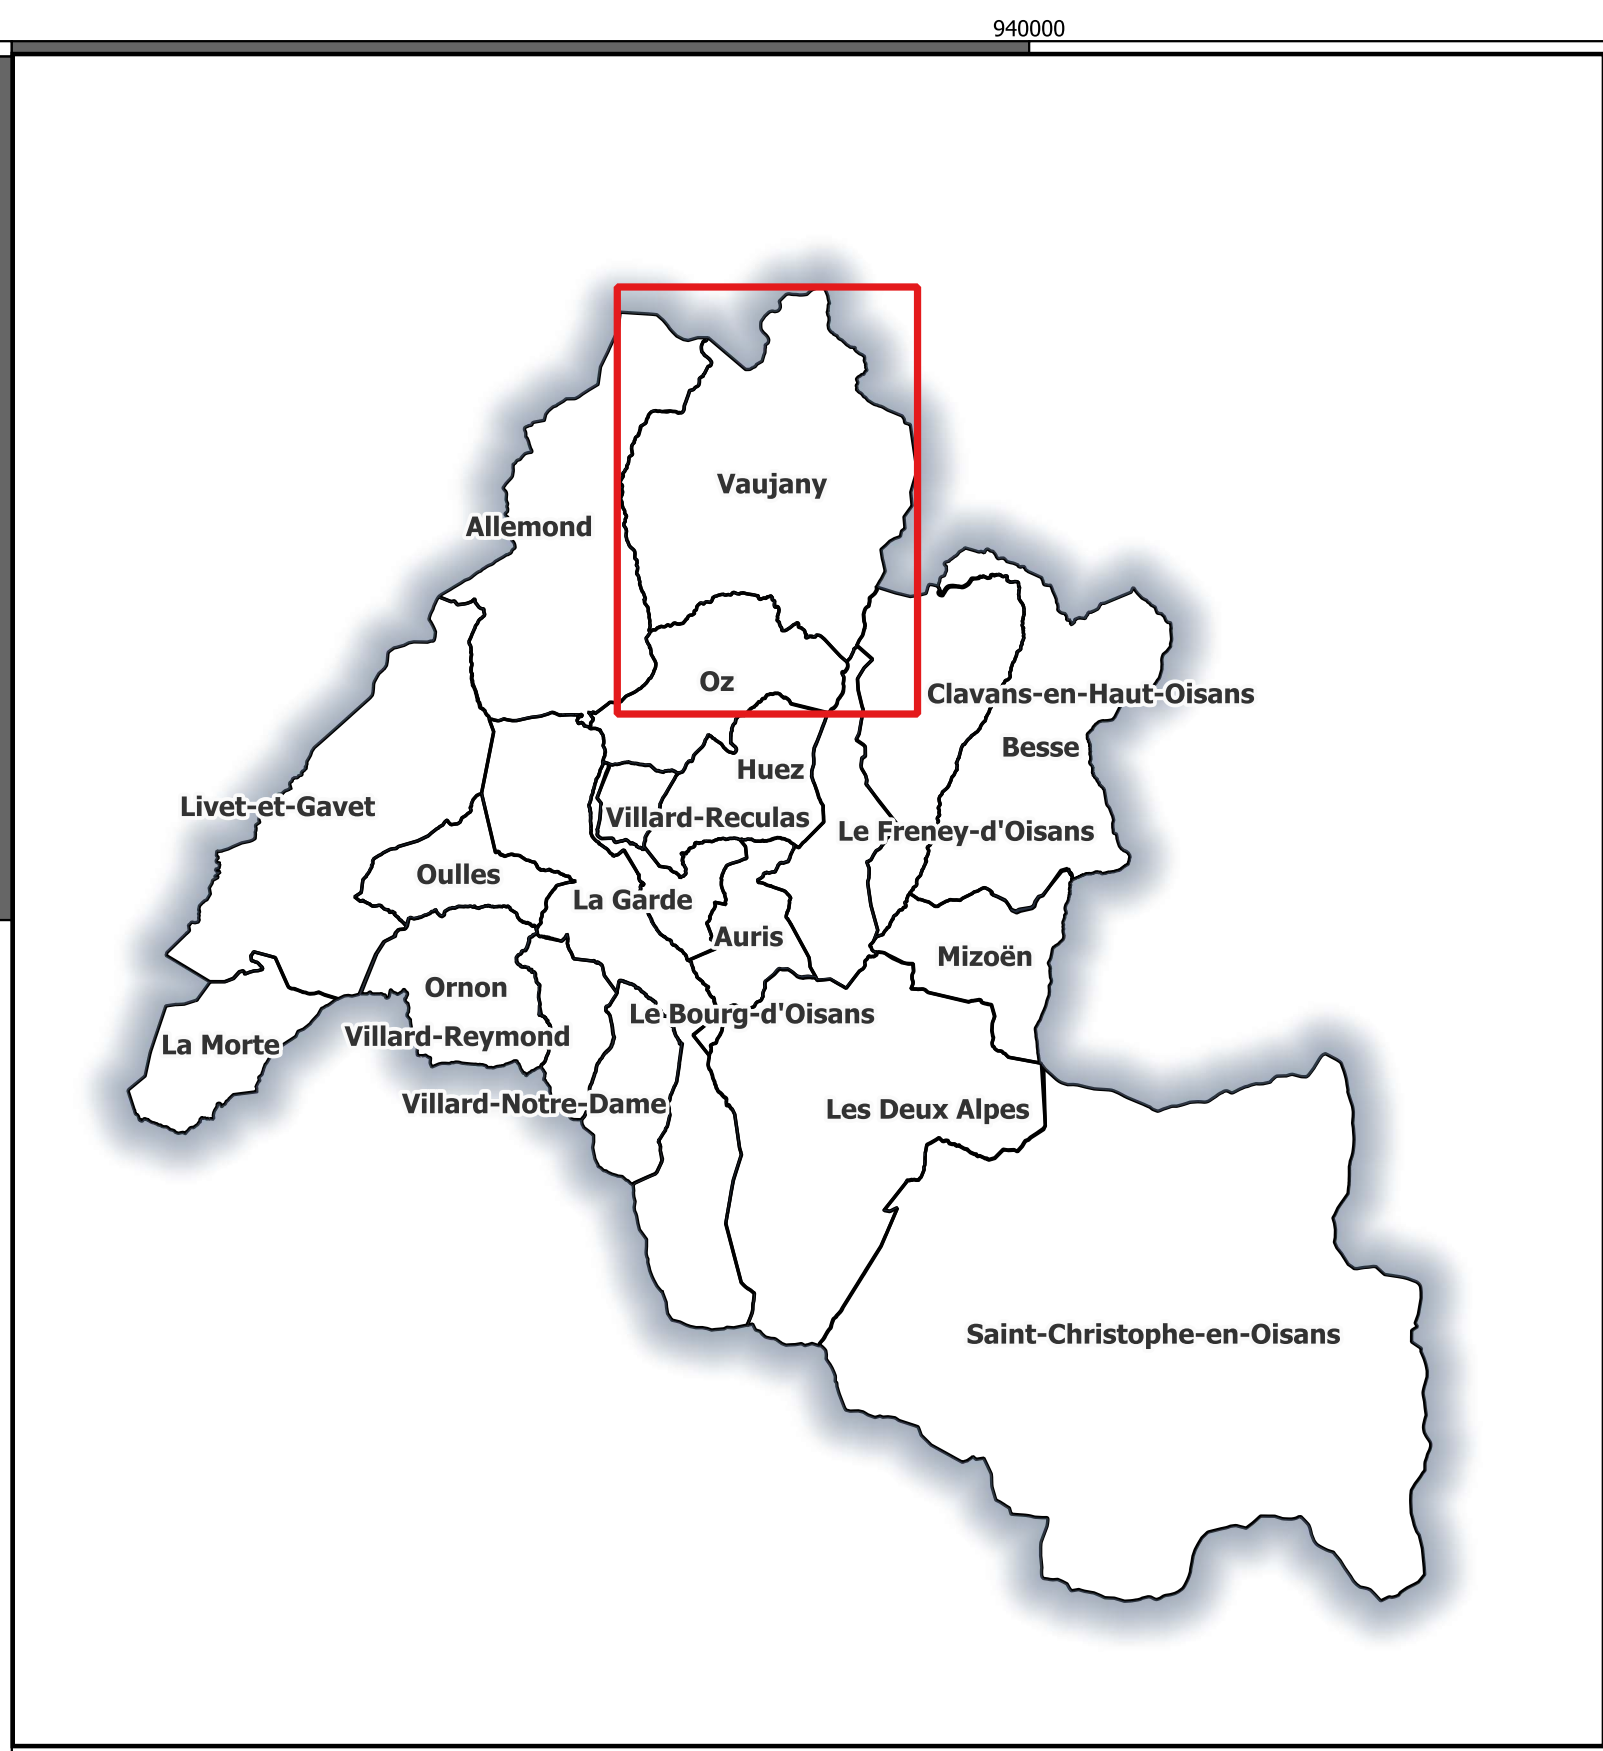 940000
Vaujany
Allemond
Oz
Clavans-en-Haut-Oisans
Besse
Huez
Livet-et-Gavet
Villard-Reculas
Le Freney-d'Oisans
Oulles
La Garde
Auris
Mizoën
Ornon
Le Bourg-d'Oisans
Villard-Reymond
La Morte
Villard-Notre-Dame
Les Deux Alpes
Saint-Christophe-en-Oisans